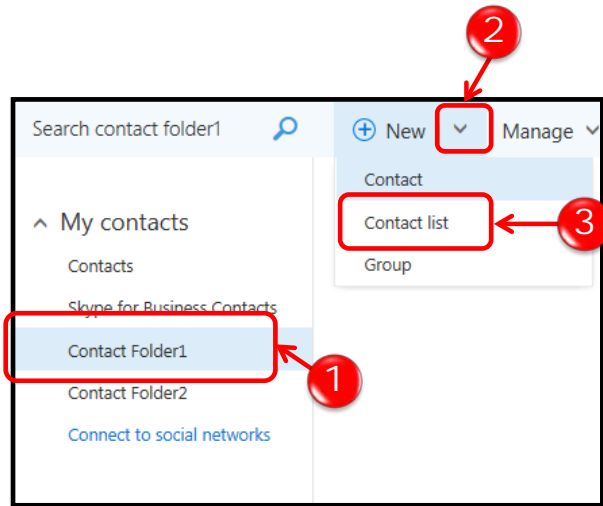 2
Search contact folder1
New
Manage
Contact
My contacts
Contact list
3
Contacts
Group
Skype for Business Contacts
Contact Folder1
1
Contact Folder2
Connect to social networks